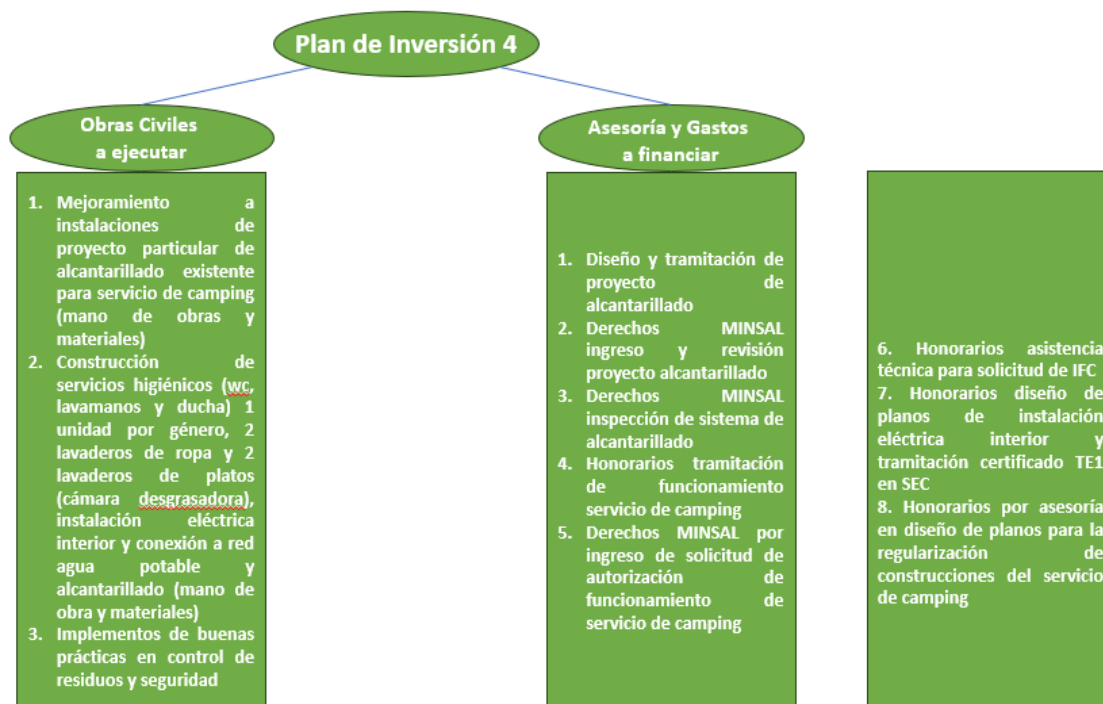 Plan de Inversión 4
Obras Civiles
a ejecutar
1. Mejoramiento a
instalaciones de
proyecto particular de
alcantarillado existente
para servicio de camping
(mano de obras y
materiales)
2. Construcción de
servicios higiénicos (wc,
lavamanos y ducha) 1
unidad por género, 2
lavaderos de ropa y 2
lavaderos de platos
(cámara desgrasadora),
instalación eléctrica
interior y conexión a red
agua potable y
alcantarillado (mano de
obra y materiales)
3. Implementos de buenas
prácticas en control de
residuos y seguridad
Asesoría y Gastos
a financiar
1. Diseño y tramitación de
proyecto de
alcantarillado
2. Derechos MINSAL
ingreso y revisión
proyecto alcantarillado
3. Derechos MINSAL
inspección de sistema de
alcantarillado
4. Honorarios tramitación
de funcionamiento
servicio de camping
5. Derechos MINSAL por
ingreso de solicitud de
autorización de
funcionamiento de
servicio de camping
6. Honorarios asistencia
técnica para solicitud de IFC
7. Honorarios diseño de
planos de instalación
eléctrica interior y
tramitación certificado TE1
en SEC
8. Honorarios por asesoría
en diseño de planos para la
regularización de
construcciones del servicio
de camping